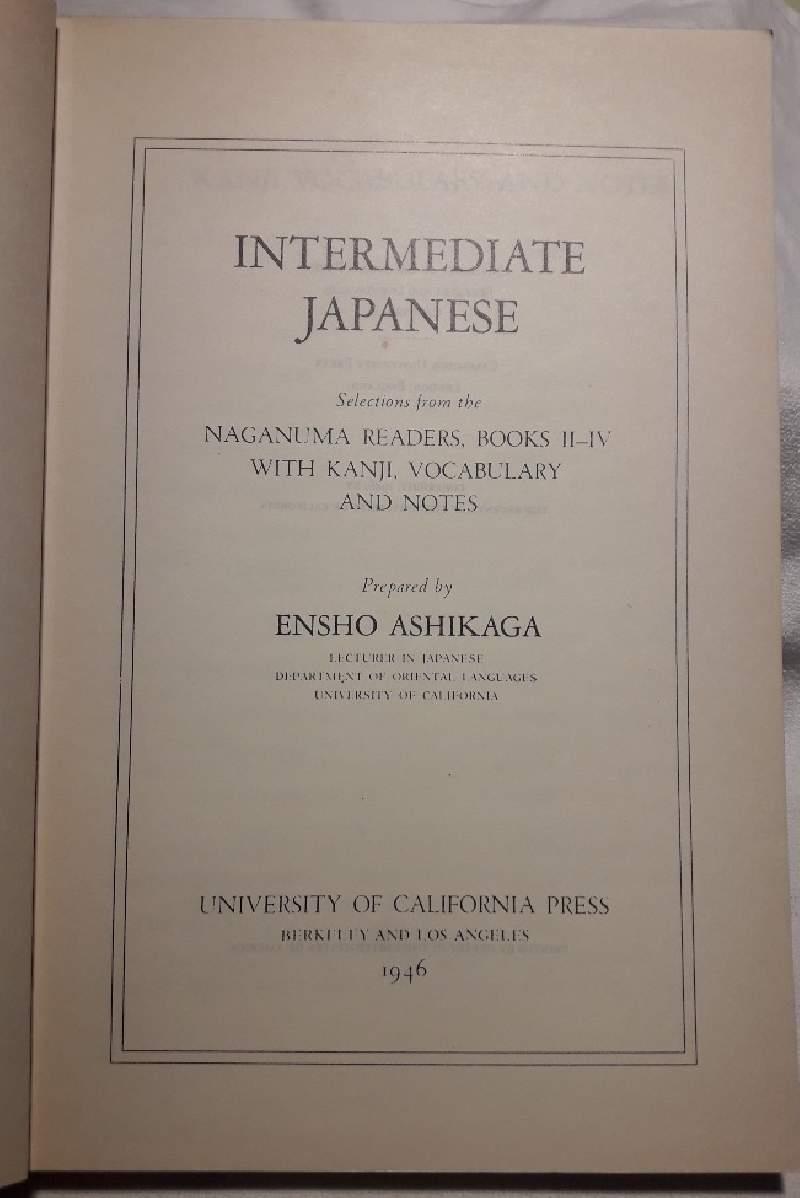 INTERMEDIATE
JAPANESE
Selections from the
NAGANUMA READERS, BOOKS II–IV
WITH KANJI, VOCABULARY
AND NOTES
Prepared by
ENSHO ASHIKAGA
LECTURER IN JAPANESE
DEPARTMENT OF ORIENTAL LANGUAGES
UNIVERSITY OF CALIFORNIA
UNIVERSITY OF CALIFORNIA PRESS
BERKELEY AND LOS ANGELES
1946